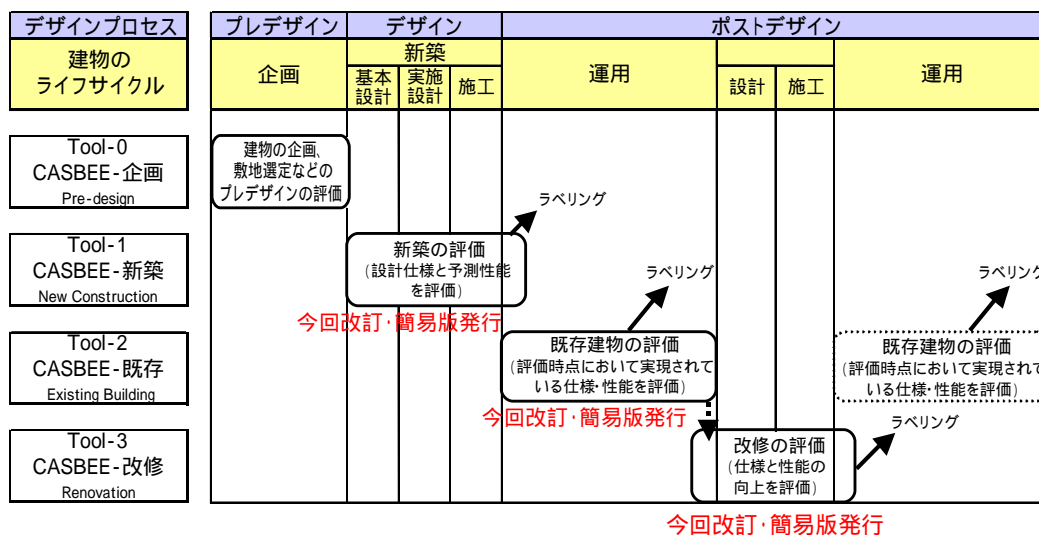 デザインプロセス
プレデザイン
デザイン
ポストデザイン
建物の
ライフサイクル
企画
新築
基本
設計
実施
設計
施工
運用
設計
施工
運用
Tool-0
CASBEE-企画
Pre-design
建物の企画、
敷地選定などの
プレデザインの評価
ラベリング
Tool-1
CASBEE-新築
New Construction
新築の評価
(設計仕様と予測性能
を評価)
ラベリング
ラベリング
今回改訂・簡易版発行
Tool-2
CASBEE-既存
Existing Building
既存建物の評価
(評価時点において実現されて
いる仕様・性能を評価)
既存建物の評価
(評価時点において実現されて
いる仕様・性能を評価)
今回改訂・簡易版発行
ラベリング
Tool-3
CASBEE-改修
Renovation
改修の評価
(仕様と性能の
向上を評価)
今回改訂・簡易版発行